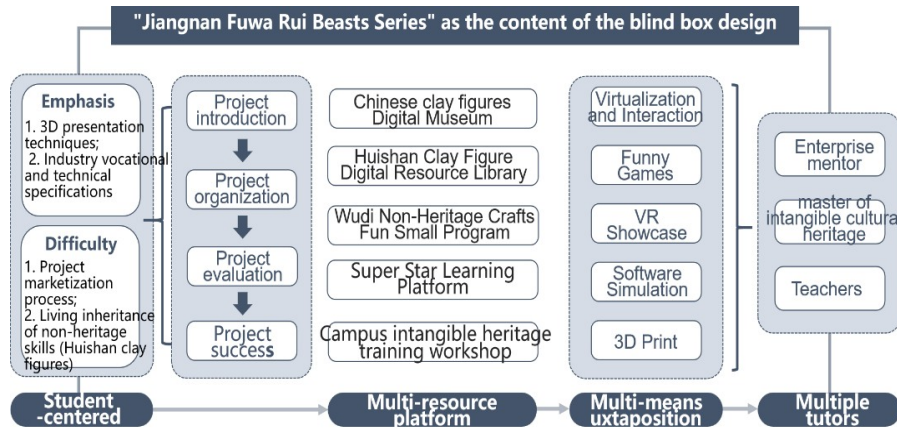 "Jiangnan Fuwa Rui Beasts Series" as the content of the blind box design
Emphasis
1. 3D presentation
techniques;
2. Industry vocational
and technical
specifications
Difficulty
1. Project
marketization
process;
2. Living inheritance
of non-heritage
skills (Huishan clay
figures)
Project
introduction
Project
organization
Project
evaluation
Project
success
Chinese clay figures
Digital Museum
Huishan Clay Figure
Digital Resource Library
Wudi Non-Heritage Crafts
Fun Small Program
Super Star Learning
Platform
Campus intangible heritage
training workshop
Virtualization
and Interaction
Funny
Games
VR
Showcase
Software
Simulation
3D Print
Enterprise
mentor
master of
intangible cultural
heritage
Teachers
Student
-centered
Multi-resource
platform
Multi-means
uxtaposition
Multiple
tutors